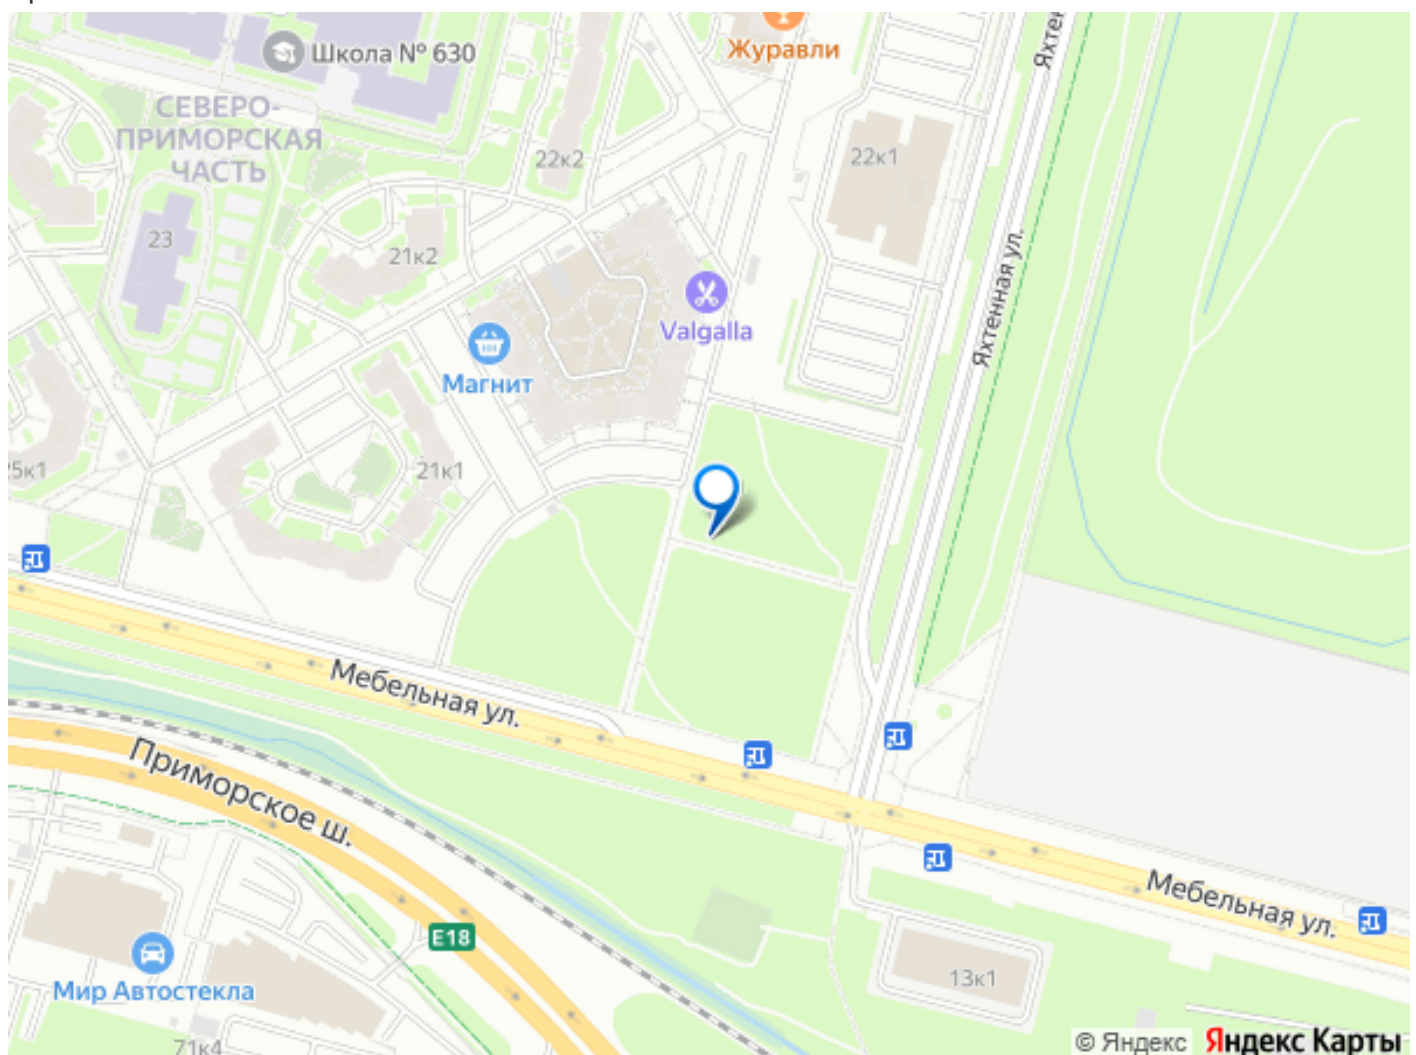 Школа № 630
Журавли
Яхтен
СЕВЕРО-
ПРИМОРСКАЯ
ЧАСТЬ
22к2
22к1
23
21к2
Яхтенная ул.
Valgalla
Магнит
5к1
21к1
Мебельная ул.
Приморское ш.
Мебельная ул.
E18
Мир Автостекла
13к1
71к4
© Яндекс Яндекс Карты